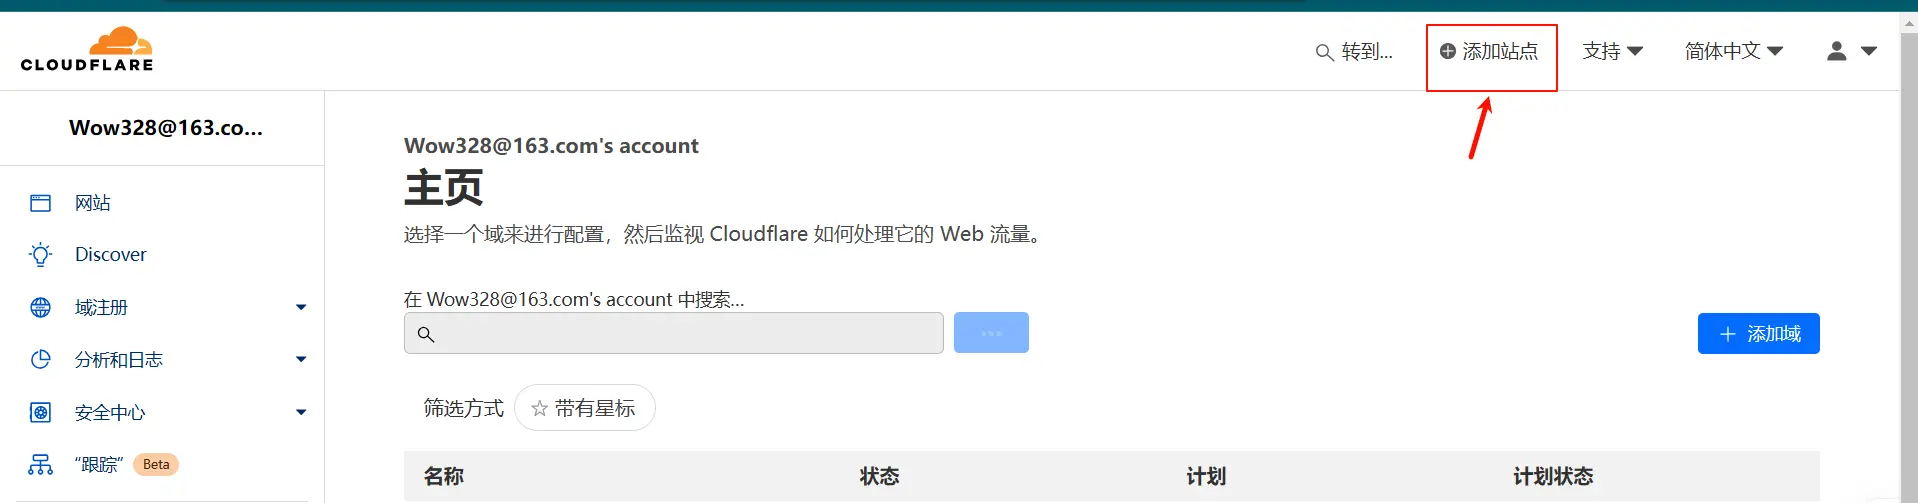 CLOUDFLARE
转到...
添加站点
支持
简体中文
Wow328@163.co...
网站
Discover
域注册
分析和日志
安全中心
“跟踪” Beta
Wow328@163.com's account
主页
选择一个域来进行配置，然后监视 Cloudflare 如何处理它的 Web 流量。
在 Wow328@163.com's account 中搜索...
...
添加域
筛选方式 带有星标
名称 状态 计划 计划状态